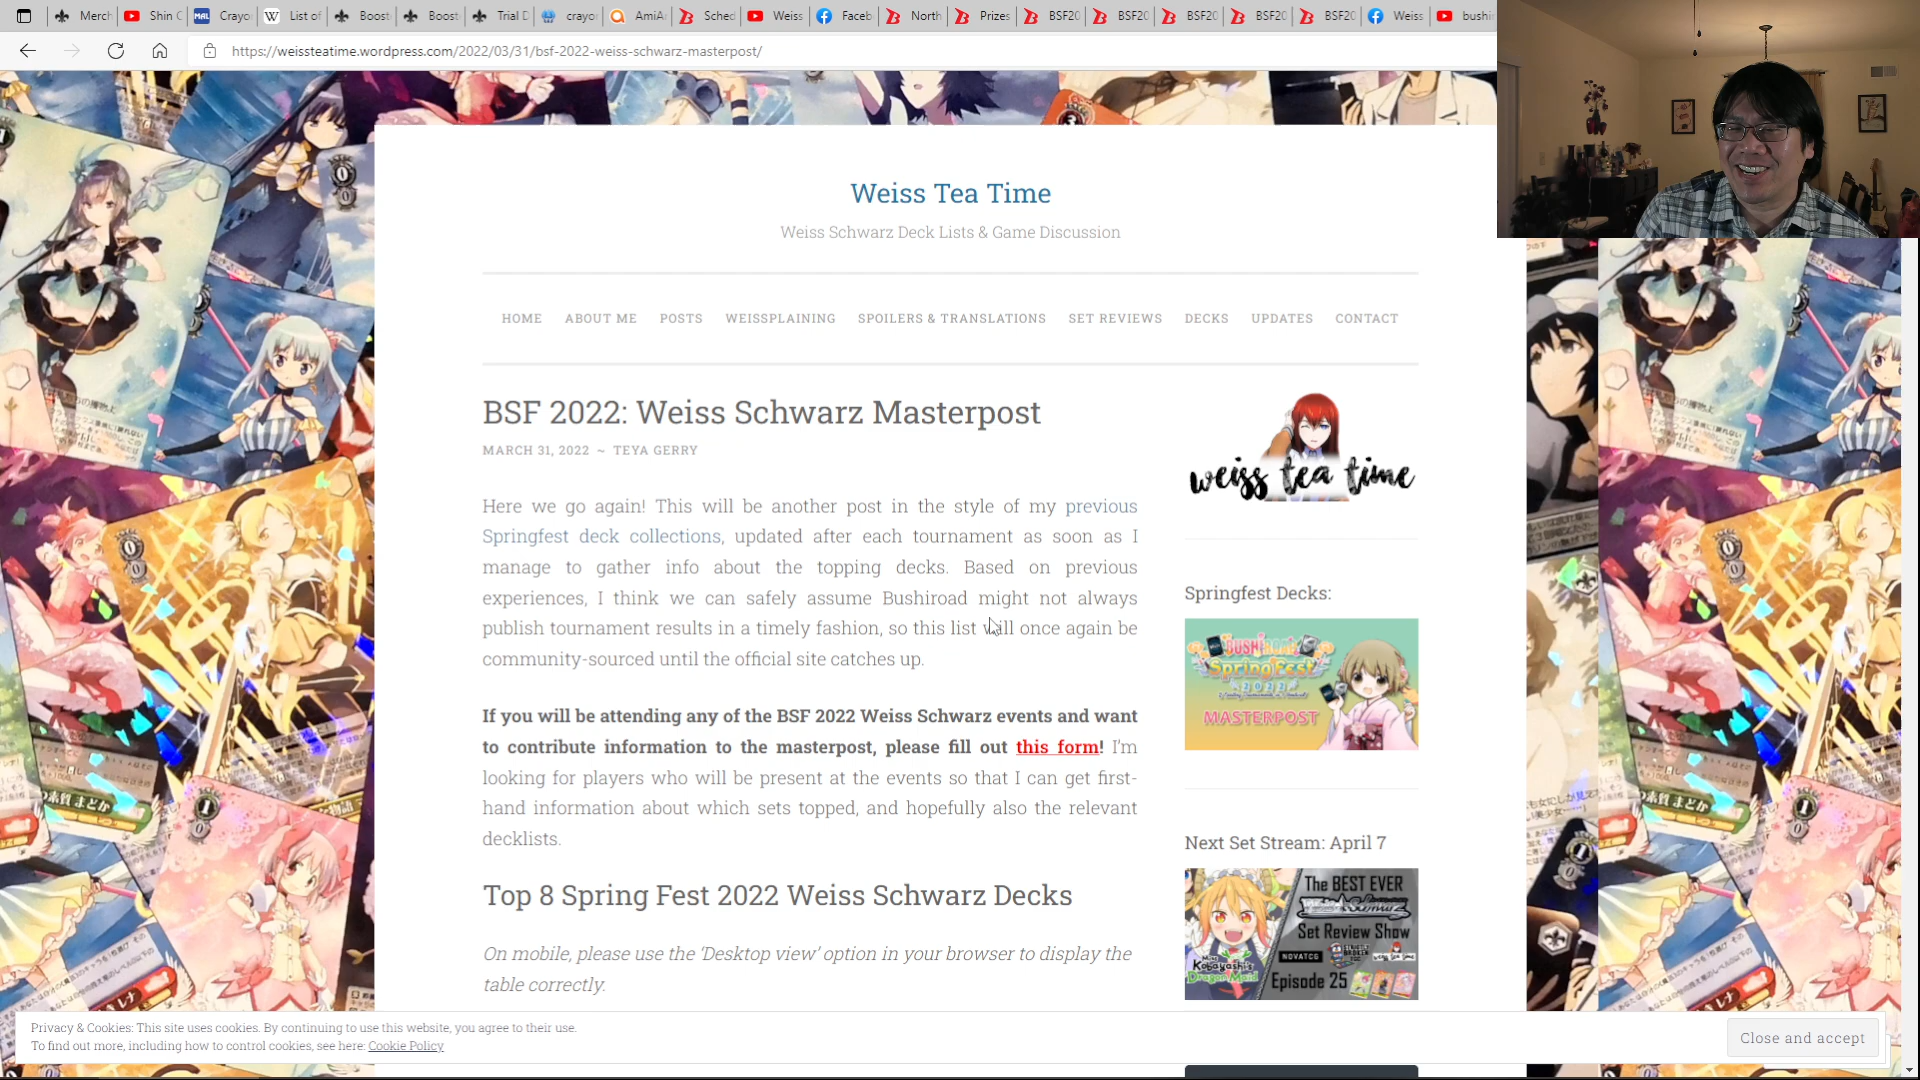 Merch
Shin C
MAL
Crayo
W
List of
Boost
Boost
Trial D
crayo
AmiAr
Sched
Weiss
Faceb
North
Prizes
BSF20
BSF20
BSF20
BSF20
BSF20
Weiss
bushi
https://weissteatime.wordpress.com/2022/03/31/bsf-2022-weiss-schwarz-masterpost/
Weiss Tea Time
Weiss Schwarz Deck Lists & Game Discussion
HOME ABOUT ME POSTS WEISSPLAINING SPOILERS & TRANSLATIONS SET REVIEWS DECKS UPDATES CONTACT
BSF 2022: Weiss Schwarz Masterpost
MARCH 31, 2022 ~ TEYA GERRY
Here we go again! This will be another post in the style of my previous
Springfest deck collections, updated after each tournament as soon as I
manage to gather info about the topping decks. Based on previous
experiences, I think we can safely assume Bushiroad might not always
publish tournament results in a timely fashion, so this list will once again be
community-sourced until the official site catches up.
If you will be attending any of the BSF 2022 Weiss Schwarz events and want
to contribute information to the masterpost, please fill out this form! I'm
looking for players who will be present at the events so that I can get first-
hand information about which sets topped, and hopefully also the relevant
decklists.
Top 8 Spring Fest 2022 Weiss Schwarz Decks
On mobile, please use the 'Desktop view' option in your browser to display the
table correctly.
weiss tea time
Springfest Decks:
BUSHIROAD
SpringFest
2022
MASTERPOST
Next Set Stream: April 7
The BEST EVER
Weiss Schwarz
Set Review Show
NOVATCG
Miss
Kobayashi's
Dragon Maid
Episode 25
Privacy & Cookies: This site uses cookies. By continuing to use this website, you agree to their use.
To find out more, including how to control cookies, see here: Cookie Policy
Close and accept